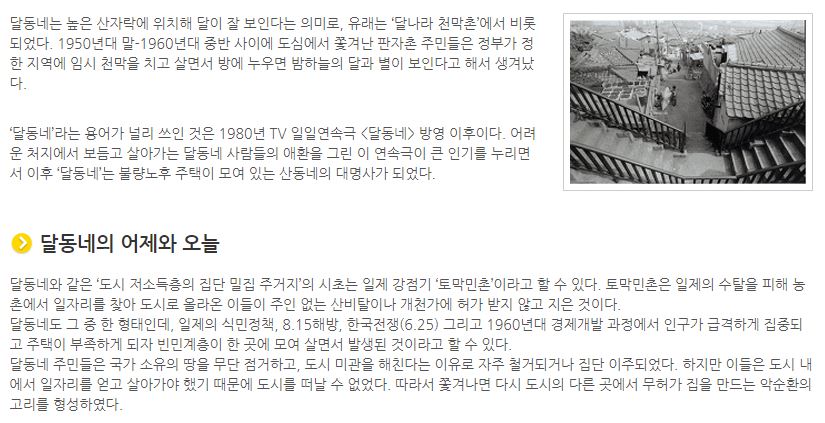 달동네는 높은 산자락에 위치해 달이 잘 보인다는 의미로, 유래는 ‘달나라 천막촌’에서 비롯
되었다. 1950년대 말-1960년대 중반 사이에 도심에서 쫓겨난 판자촌 주민들은 정부가 정
한 지역에 임시 천막을 치고 살면서 방에 누우면 밤하늘의 달과 별이 보인다고 해서 생겨났
다.
‘달동네’라는 용어가 널리 쓰인 것은 1980년 TV 일일연속극 <달동네> 방영 이후이다. 어려
운 처지에서 보듬고 살아가는 달동네 사람들의 애환을 그린 이 연속극이 큰 인기를 누리면
서 이후 ‘달동네’는 불량노후 주택이 모여 있는 산동네의 대명사가 되었다.
달동네의 어제와 오늘
달동네와 같은 ‘도시 저소득층의 집단 밀집 주거지’의 시초는 일제 강점기 ‘토막민촌’이라고 할 수 있다. 토막민촌은 일제의 수탈을 피해 농
촌에서 일자리를 찾아 도시로 올라온 이들이 주인 없는 산비탈이나 개천가에 허가 받지 않고 지은 것이다.
달동네도 그 중 한 형태인데, 일제의 식민정책, 8.15해방, 한국전쟁(6.25) 그리고 1960년대 경제개발 과정에서 인구가 급격하게 집중되
고 주택이 부족하게 되자 빈민계층이 한 곳에 모여 살면서 발생된 것이라고 할 수 있다.
달동네 주민들은 국가 소유의 땅을 무단 점거하고, 도시 미관을 해친다는 이유로 자주 철거되거나 집단 이주되었다. 하지만 이들은 도시 내
에서 일자리를 얻고 살아가야 했기 때문에 도시를 떠날 수 없었다. 따라서 쫓겨나면 다시 도시의 다른 곳에서 무허가 집을 만드는 악순환의
고리를 형성하였다.